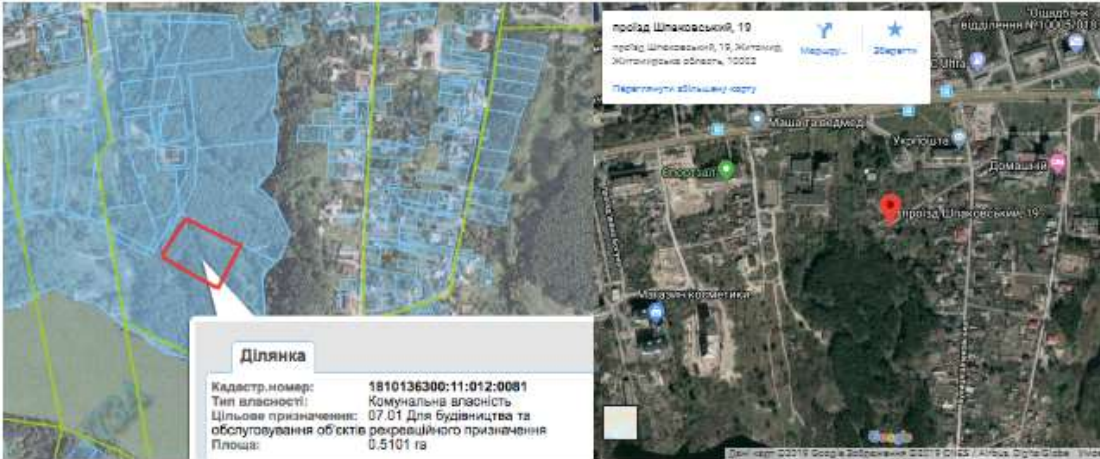 Ділянка
Кадастр.номер: 1810136300:11:012:0081
Тип власності: Комунальна власність
Цільове призначення: 07.01 Для будівництва та
обслуговування об'єктів рекреаційного призначення
Площа: 0.5101 га
проїзд Шпаковський, 19
проїзд Шпаковський, 19, Житомир,
Житомирська область, 10002
Маршру...
Зберегти
Переглянути збільшену карту
"Ощадбанк"
Маша та ведмед
Укрпошта
Домашній
Спортзал
проїзд Шпаковський, 19
Магазин косметики
Google